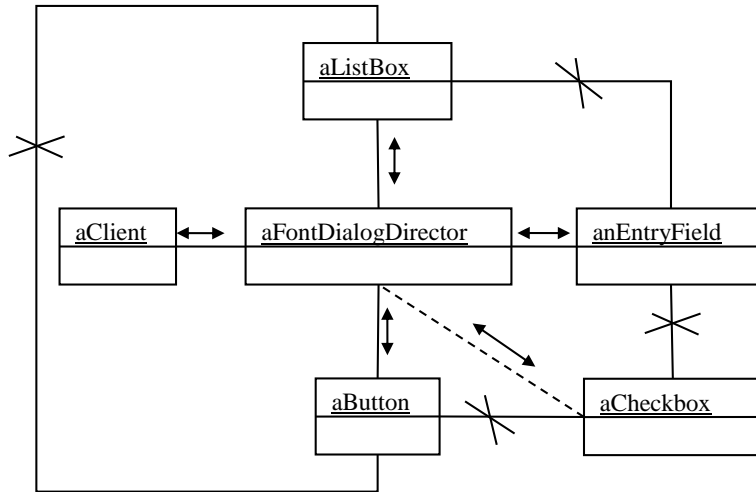 aListBox
aClient
aFontDialogDirector
anEntryField
aButton
aCheckbox